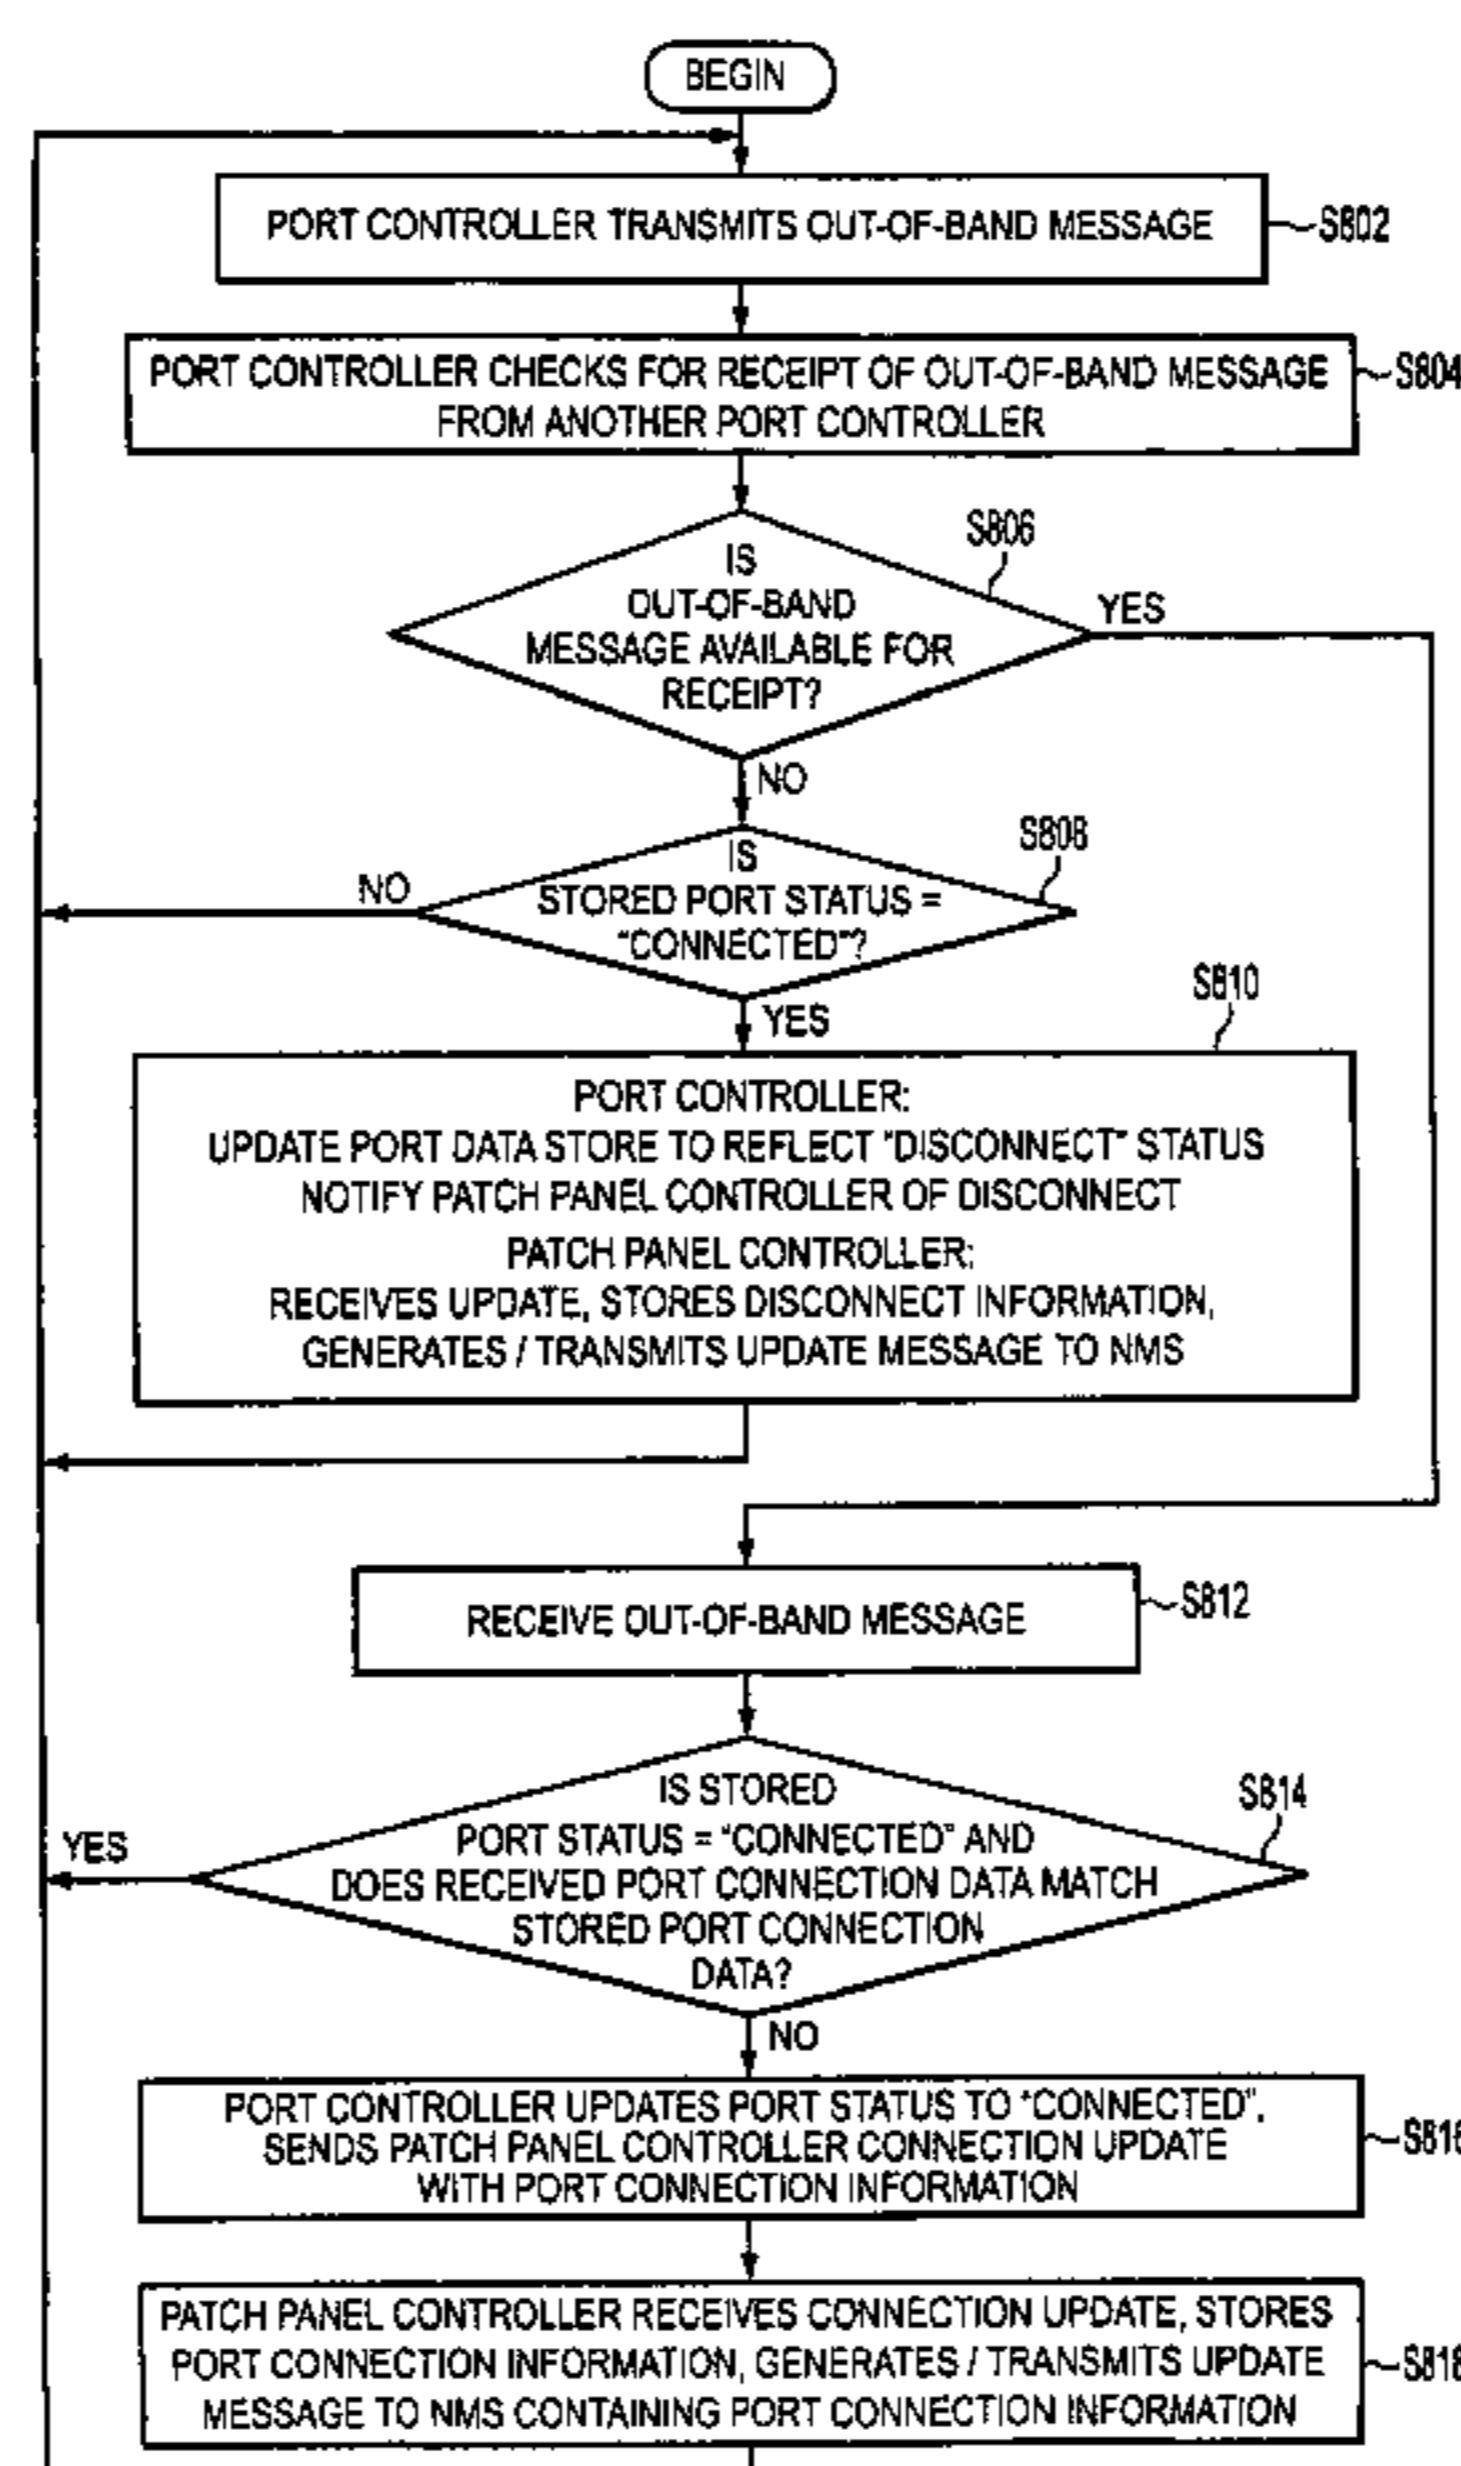 BEGIN
PORT CONTROLLER TRANSMITS OUT-OF-BAND MESSAGE
S802
PORT CONTROLLER CHECKS FOR RECEIPT OF OUT-OF-BAND MESSAGE
FROM ANOTHER PORT CONTROLLER
S804
S806
IS
OUT-OF-BAND
MESSAGE AVAILABLE FOR
RECEIPT?
YES
NO
S808
IS
STORED PORT STATUS =
"CONNECTED"?
NO
YES
S810
PORT CONTROLLER:
UPDATE PORT DATA STORE TO REFLECT "DISCONNECT" STATUS
NOTIFY PATCH PANEL CONTROLLER OF DISCONNECT
PATCH PANEL CONTROLLER:
RECEIVES UPDATE, STORES DISCONNECT INFORMATION,
GENERATES / TRANSMITS UPDATE MESSAGE TO NMS
RECEIVE OUT-OF-BAND MESSAGE
S812
S814
IS STORED
PORT STATUS = "CONNECTED" AND
DOES RECEIVED PORT CONNECTION DATA MATCH
STORED PORT CONNECTION
DATA?
YES
NO
PORT CONTROLLER UPDATES PORT STATUS TO "CONNECTED",
SENDS PATCH PANEL CONTROLLER CONNECTION UPDATE
WITH PORT CONNECTION INFORMATION
S816
PATCH PANEL CONTROLLER RECEIVES CONNECTION UPDATE, STORES
PORT CONNECTION INFORMATION, GENERATES / TRANSMITS UPDATE
MESSAGE TO NMS CONTAINING PORT CONNECTION INFORMATION
S818